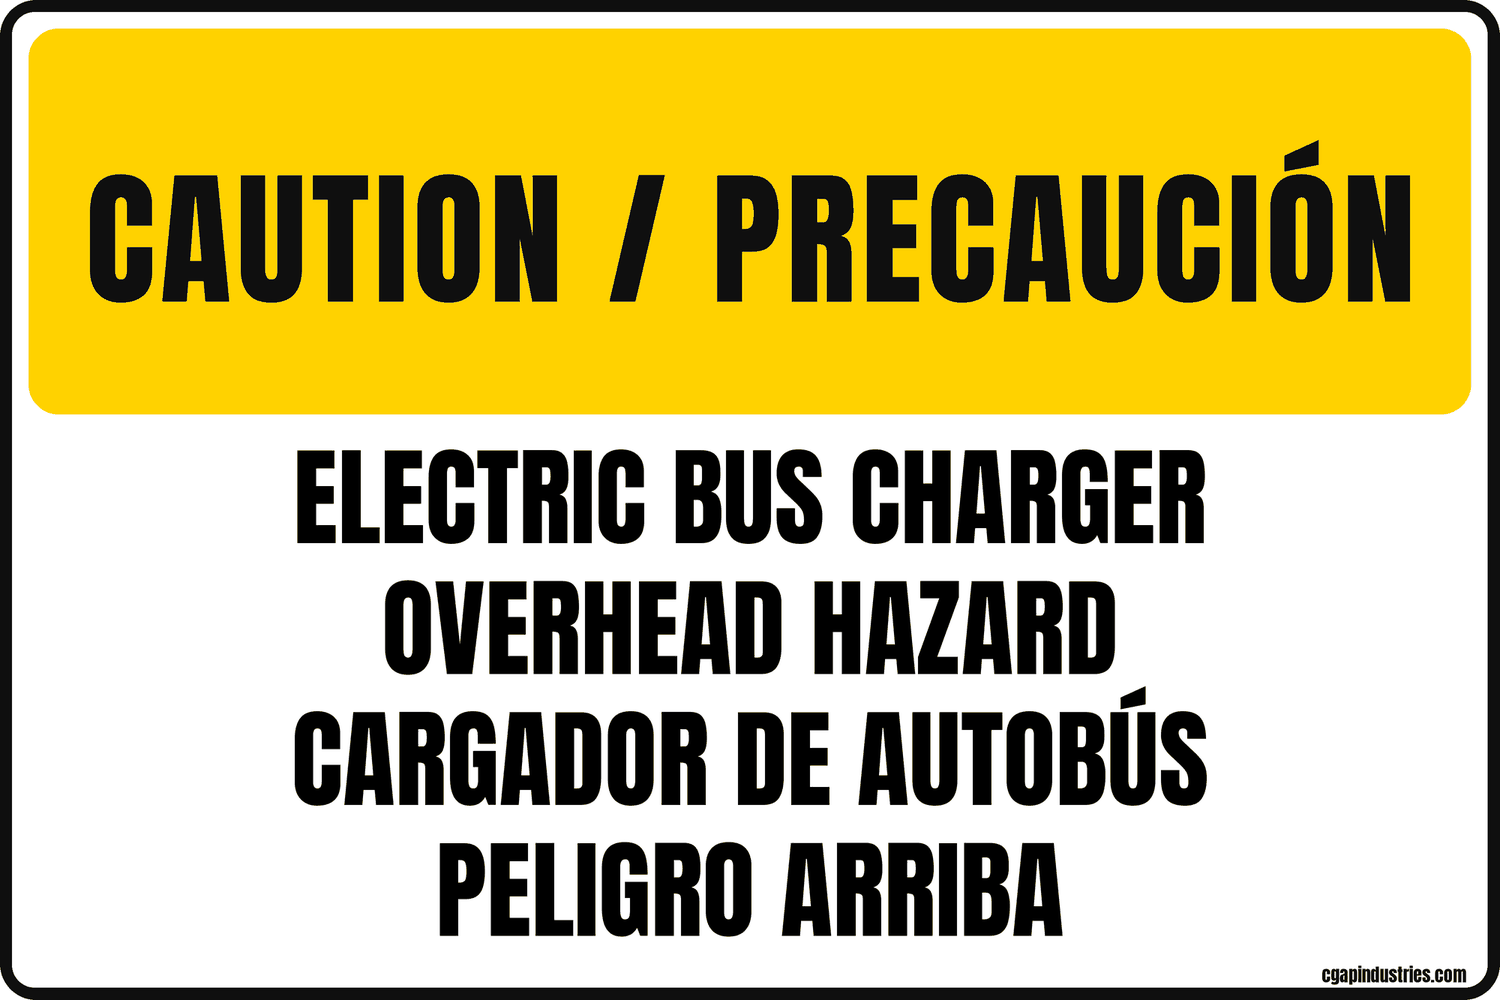 CAUTION / PRECAUCIÓN
ELECTRIC BUS CHARGER
OVERHEAD HAZARD
CARGADOR DE AUTOBÚS
PELIGRO ARRIBA
cgapindustries.com